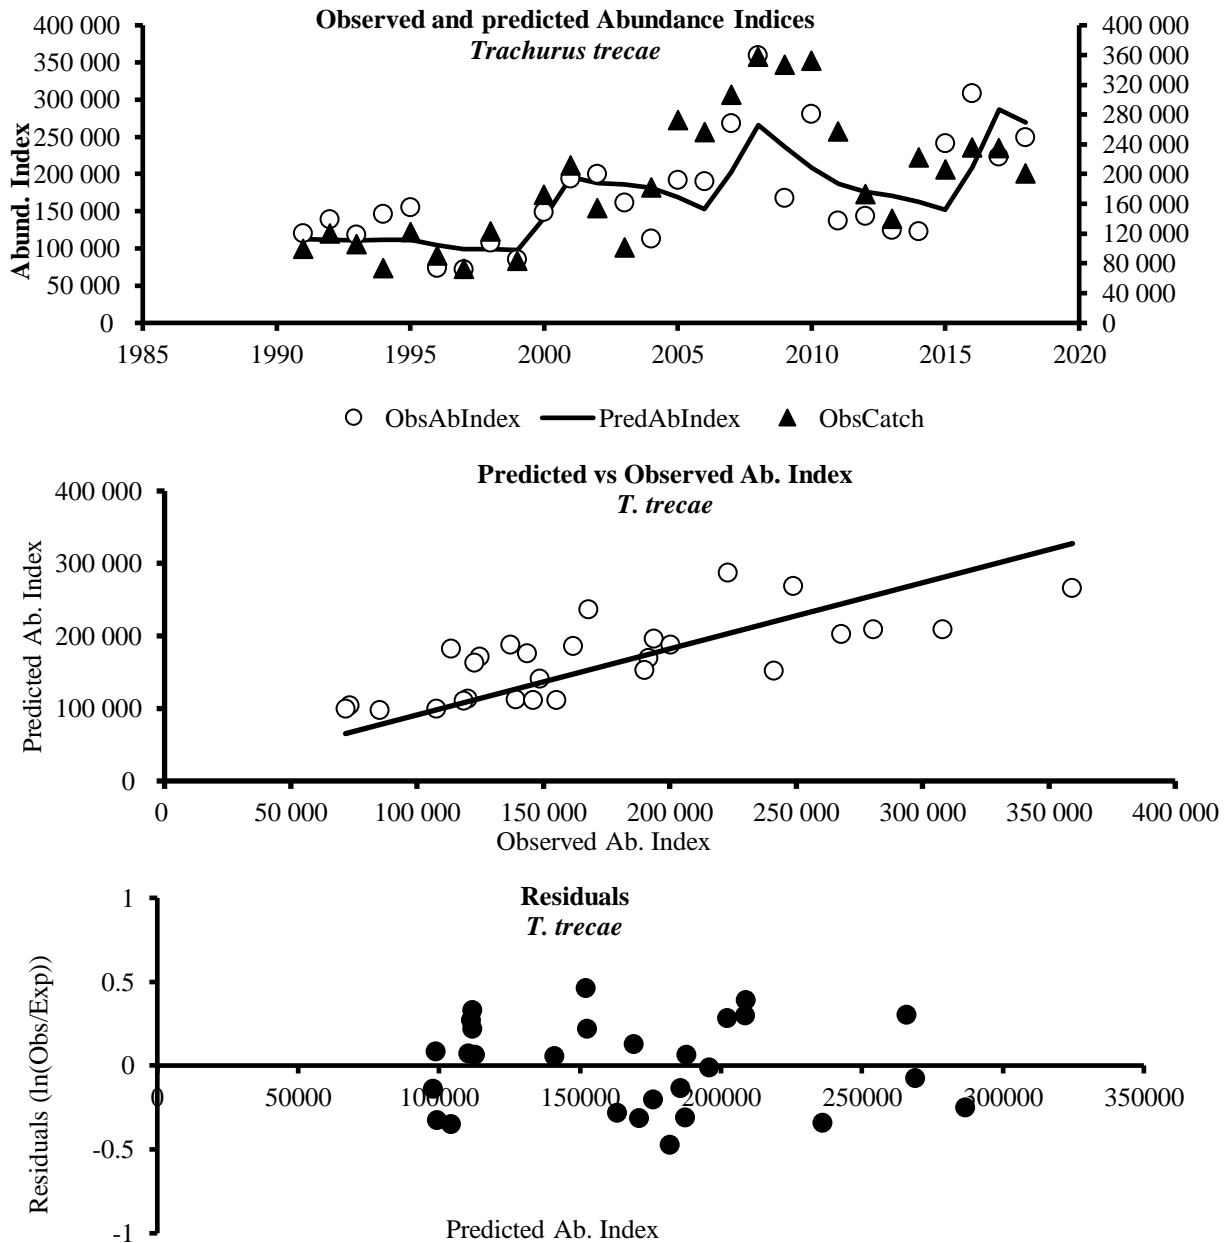 Observed and predicted Abundance Indices
Trachurus trecae
Abund. Index
400 000
350 000
300 000
250 000
200 000
150 000
100 000
50 000
0
400 000
360 000
320 000
280 000
240 000
200 000
160 000
120 000
80 000
40 000
0
1985 1990 1995 2000 2005 2010 2015 2020
ObsAbIndex PredAbIndex ObsCatch
Predicted vs Observed Ab. Index
T. trecae
Predicted Ab. Index
400 000
300 000
200 000
100 000
0
0 50 000 100 000 150 000 200 000 250 000 300 000 350 000 400 000
Observed Ab. Index
Residuals
T. trecae
Residuals (ln(Obs/Exp))
1
0.5
0
-0.5
-1
0 50000 100000 150000 200000 250000 300000 350000
Predicted Ab. Index